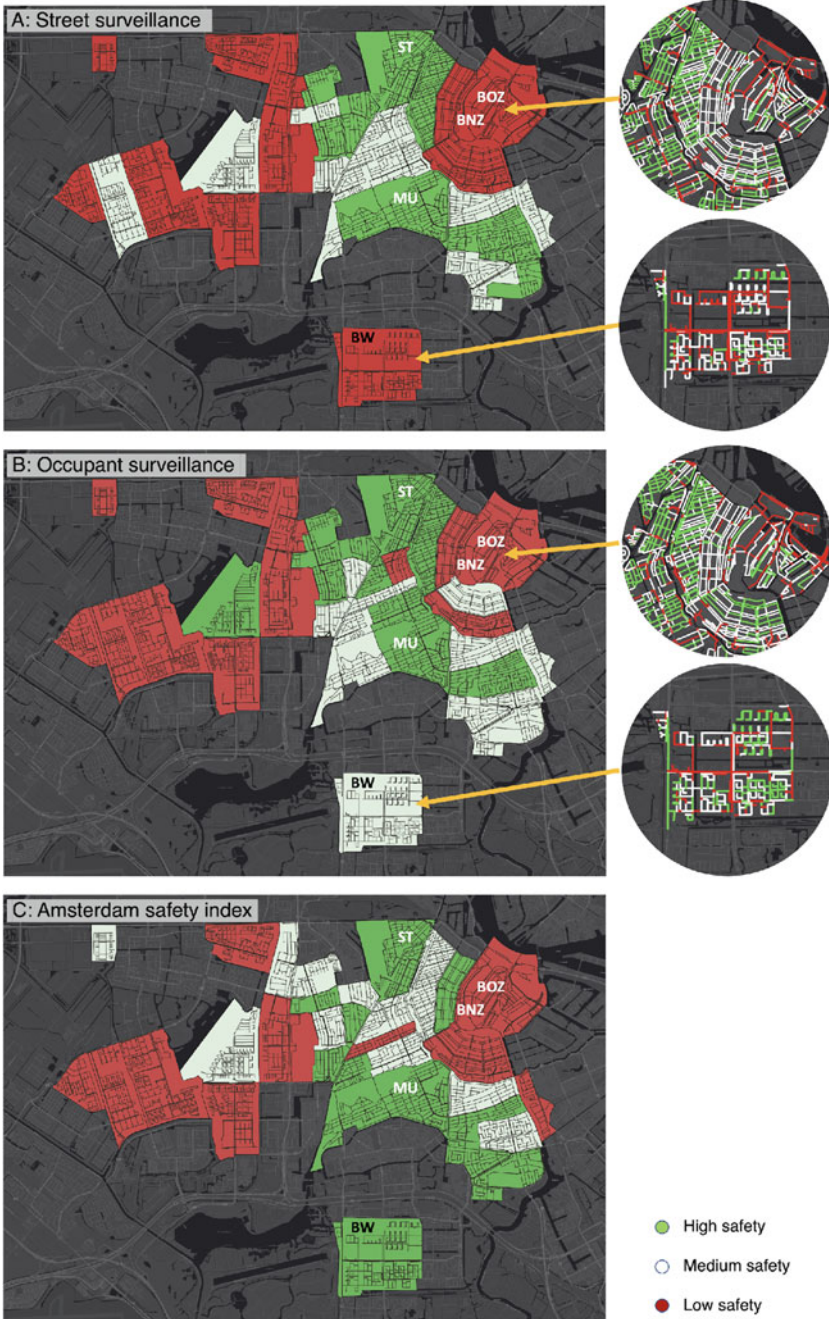 A: Street surveillance
ST
BOZ
BNZ
MU
BW
B: Occupant surveillance
ST
BOZ
BNZ
MU
BW
C: Amsterdam safety index
ST
BOZ
BNZ
MU
BW
High safety
Medium safety
Low safety